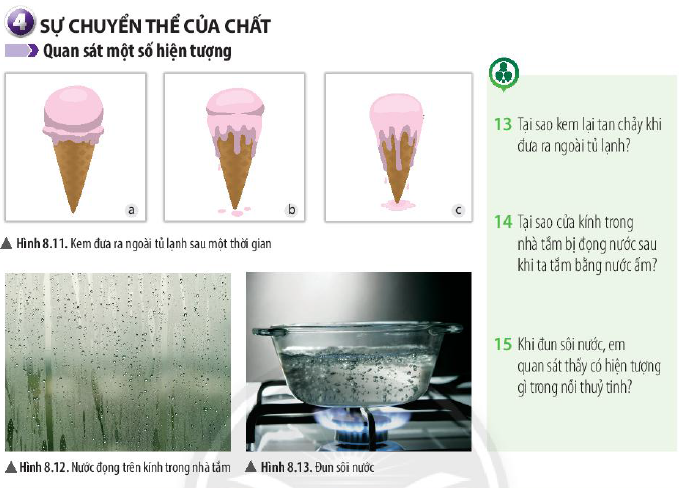 4 SỰ CHUYỂN THỂ CỦA CHẤT
Quan sát một số hiện tượng
a
b
c
▲ Hình 8.11. Kem đưa ra ngoài tủ lạnh sau một thời gian
▲ Hình 8.12. Nước đọng trên kính trong nhà tắm
▲ Hình 8.13. Đun sôi nước
13 Tại sao kem lại tan chảy khi
đưa ra ngoài tủ lạnh?
14 Tại sao cửa kính trong
nhà tắm bị đọng nước sau
khi ta tắm bằng nước ấm?
15 Khi đun sôi nước, em
quan sát thấy có hiện tượng
gì trong nồi thuỷ tinh?